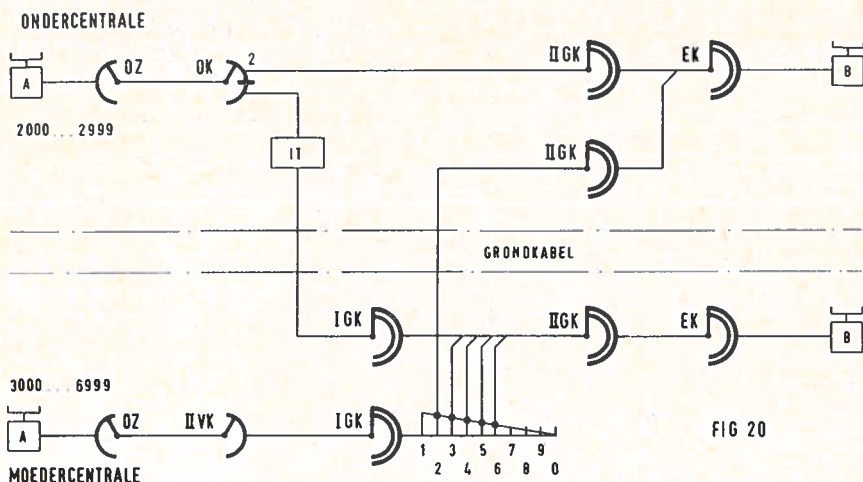 ONDERCENTRALE
A
OZ
OK
2
IIGK
EK
B
2000...2999
IT
IIGK
GRONDKABEL
IGK
IIGK
EK
B
3000...6999
A
OZ
IIVK
IGK
1 3 5 7 9
2 4 6 8 0
FIG 20
MOEDERCENTRALE